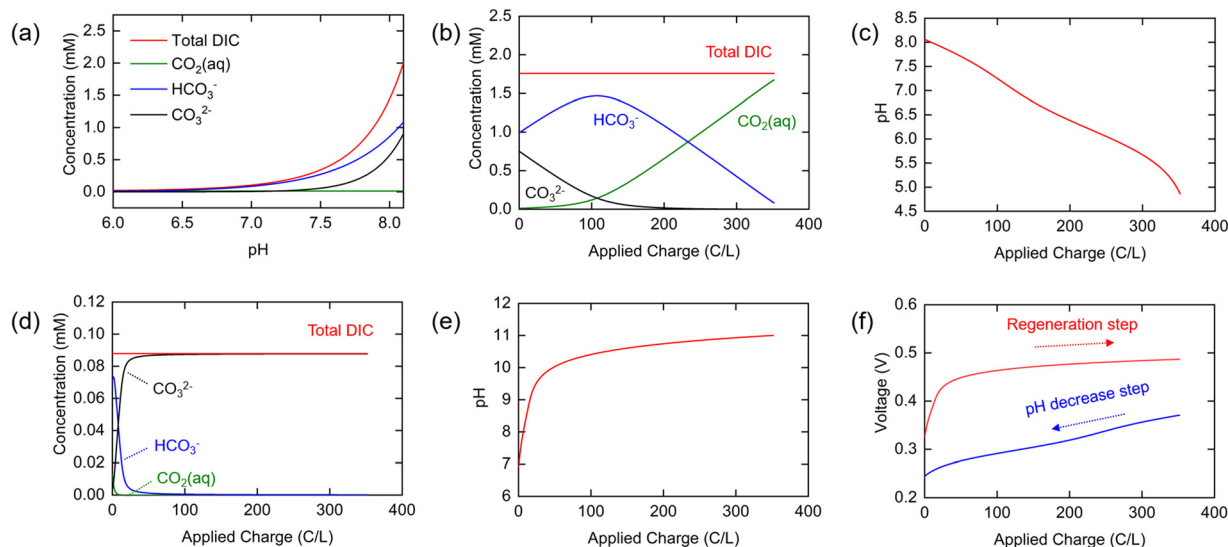 (a)
Concentration (mM)
2.5
2.0
1.5
1.0
0.5
0.0
Total DIC
CO₂(aq)
HCO₃⁻
CO₃²⁻
6.0 6.5 7.0 7.5 8.0
pH
(b)
Concentration (mM)
2.5
2.0
1.5
1.0
0.5
0.0
Total DIC
HCO₃⁻
CO₂(aq)
CO₃²⁻
0 100 200 300 400
Applied Charge (C/L)
(c)
pH
8.5
8.0
7.5
7.0
6.5
6.0
5.5
5.0
4.5
0 100 200 300 400
Applied Charge (C/L)
(d)
Concentration (mM)
0.12
0.10
0.08
0.06
0.04
0.02
0.00
Total DIC
CO₃²⁻
HCO₃⁻
CO₂(aq)
0 100 200 300 400
Applied Charge (C/L)
(e)
pH
12
11
10
9
8
7
6
0 100 200 300 400
Applied Charge (C/L)
(f)
Voltage (V)
0.6
0.5
0.4
0.3
0.2
Regeneration step
pH decrease step
0 100 200 300 400
Applied Charge (C/L)